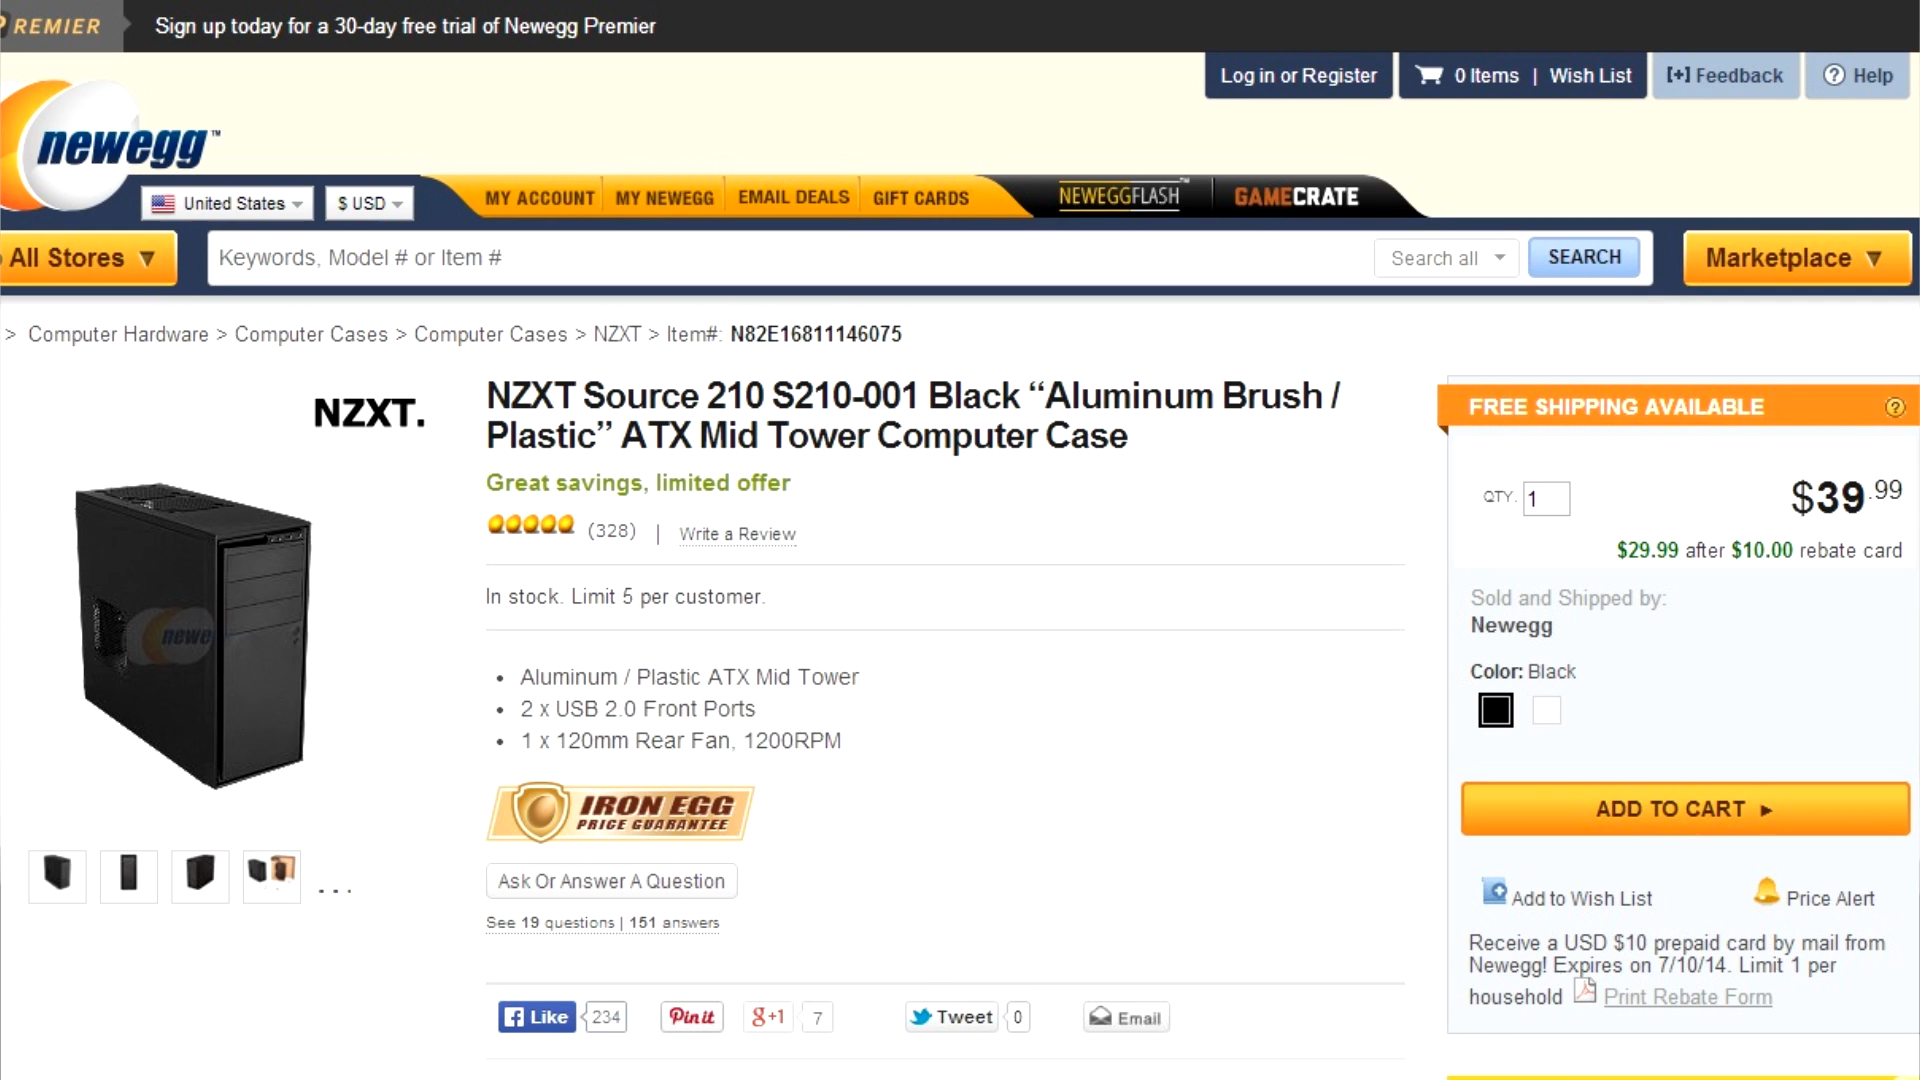 PREMIER Sign up today for a 30-day free trial of Newegg Premier
Log in or Register 0 Items | Wish List [+] Feedback ? Help
newegg™
United States $ USD MY ACCOUNT MY NEWEGG EMAIL DEALS GIFT CARDS NEWEGGFLASH™ GAMECRATE
All Stores ▼ Keywords, Model # or Item # Search all SEARCH Marketplace ▼
> Computer Hardware > Computer Cases > Computer Cases > NZXT > Item#: N82E16811146075
NZXT.
newe
NZXT Source 210 S210-001 Black “Aluminum Brush /
Plastic” ATX Mid Tower Computer Case
Great savings, limited offer
(328) | Write a Review
In stock. Limit 5 per customer.
• Aluminum / Plastic ATX Mid Tower
• 2 x USB 2.0 Front Ports
• 1 x 120mm Rear Fan, 1200RPM
IRON EGG
PRICE GUARANTEE
Ask Or Answer A Question
See 19 questions | 151 answers
. . .
Like 234 Pin it g+1 7 Tweet 0 Email
FREE SHIPPING AVAILABLE ?
QTY. 1 $39.99
$29.99 after $10.00 rebate card
Sold and Shipped by:
Newegg
Color: Black
ADD TO CART ►
Add to Wish List Price Alert
Receive a USD $10 prepaid card by mail from
Newegg! Expires on 7/10/14. Limit 1 per
household Print Rebate Form